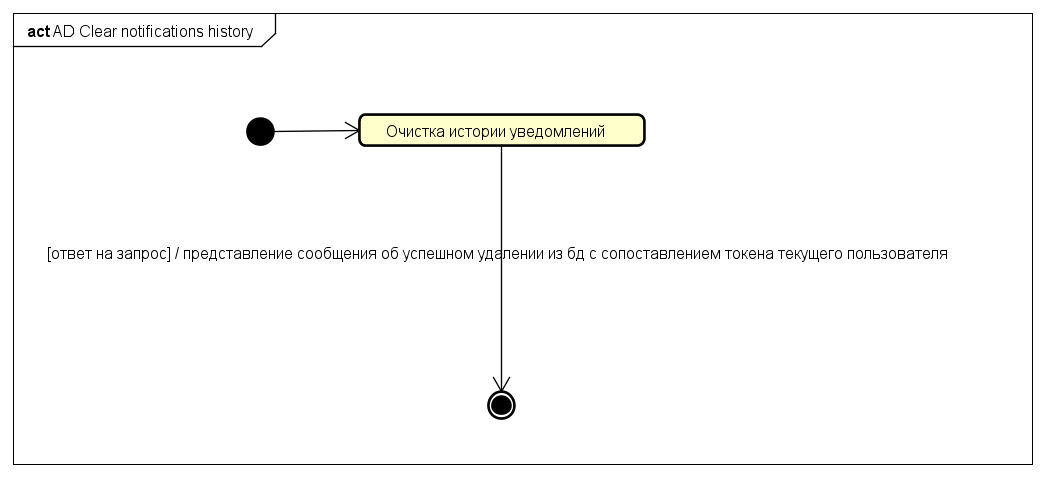 act AD Clear notifications history
Очистка истории уведомлений
[ответ на запрос] / представление сообщения об успешном удалении из бд с сопоставлением токена текущего пользователя